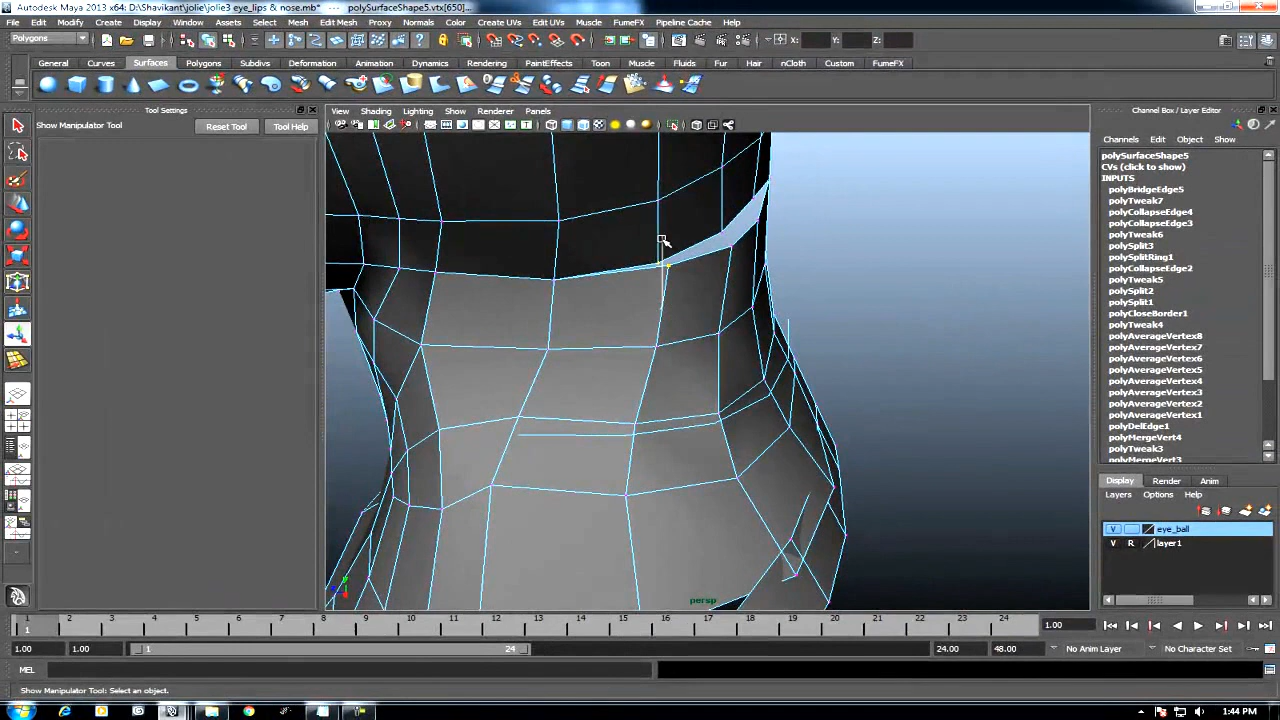 Autodesk Maya 2013 x64: D:\Shavikant\jolie\jolie3 eye_lips & nose.mb* --- polySurfaceShape5.vtx[650]...
File Edit Modify Create Display Window Assets Select Mesh Edit Mesh Proxy Normals Color Create UVs Edit UVs Muscle FumeFX Pipeline Cache Help
Polygons X: Y: Z:
General Curves Surfaces Polygons Subdivs Deformation Animation Dynamics Rendering PaintEffects Toon Muscle Fluids Fur Hair nCloth Custom FumeFX
Tool Settings
Show Manipulator Tool Reset Tool Tool Help
View Shading Lighting Show Renderer Panels
persp
Channel Box / Layer Editor
Channels Edit Object Show
polySurfaceShape5
CVs (click to show)
INPUTS
polyBridgeEdge5
polyTweak7
polyCollapseEdge4
polyTweak6
polyCollapseEdge3
polyTweak6
polySplit3
polySplitRing1
polyCollapseEdge2
polyTweak5
polySplit2
polySplit1
polyCloseBorder1
polyTweak4
polyAverageVertex8
polyAverageVertex7
polyAverageVertex6
polyAverageVertex5
polyAverageVertex4
polyAverageVertex3
polyAverageVertex2
polyAverageVertex1
polyDelEdge1
polyMergeVert4
polyTweak3
polyMergeVert3
Display Render Anim
Layers Options Help
V eye_ball
V R layer1
1 2 3 4 5 6 7 8 9 10 11 12 13 14 15 16 17 18 19 20 21 22 23 24 1.00
1
1.00 1.00 1 24 24.00 48.00 No Anim Layer No Character Set
MEL
Show Manipulator Tool: Select an object.
1:44 PM